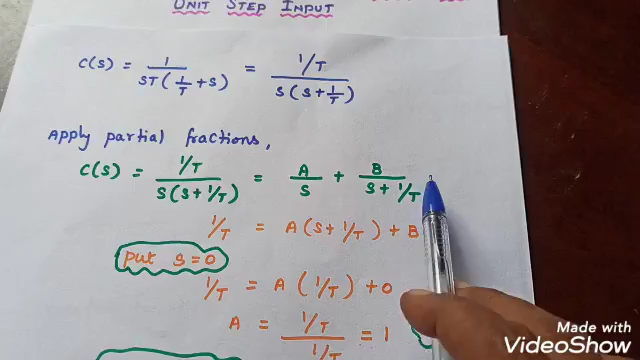 UNIT STEP INPUT
C(S) = 1 / ST(1/T + S) = 1/T / S(S + 1/T)
Apply partial fractions,
C(S) = 1/T / S(S + 1/T) = A/S + B/S + 1/T
1/T = A(S + 1/T) + B
put S = 0
1/T = A(1/T) + 0
A = 1/T / 1/T = 1
Made with
VideoShow